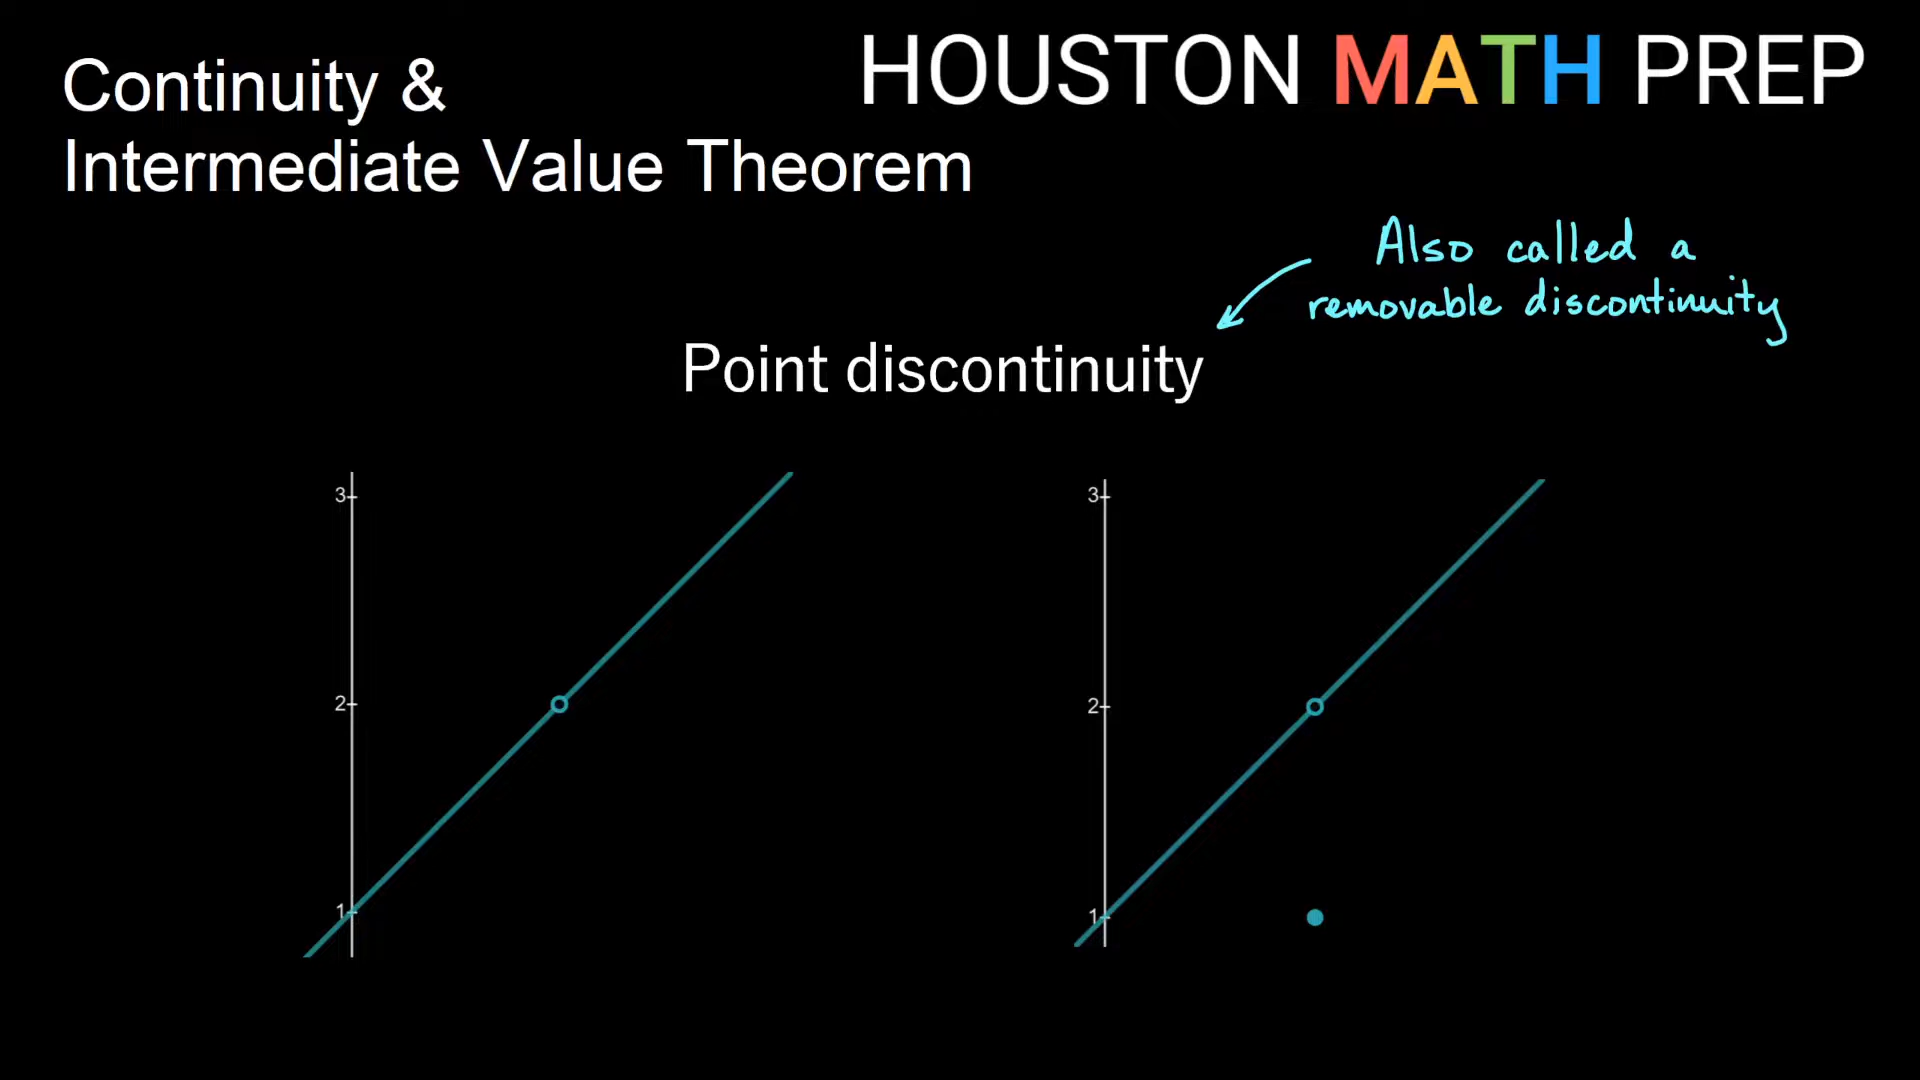 HOUSTON MATH PREP
Continuity &
Intermediate Value Theorem
Also called a
removable discontinuity
Point discontinuity
3
2
1
3
2
1